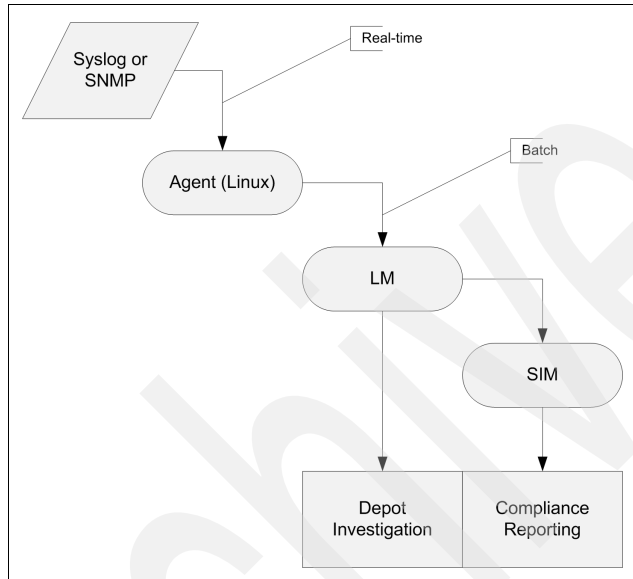 Syslog or
SNMP
Real-time
Agent (Linux)
Batch
LM
SIM
Depot
Investigation
Compliance
Reporting